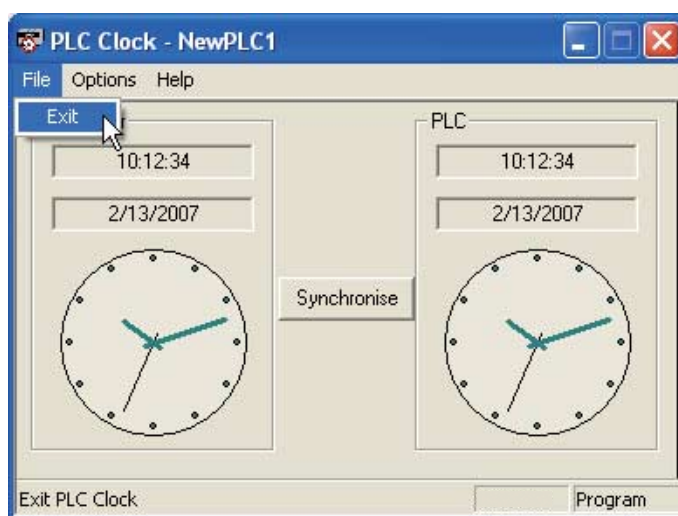 PLC Clock - NewPLC1
File Options Help
Exit
PLC
10:12:34
10:12:34
2/13/2007
2/13/2007
Synchronise
Exit PLC Clock
Program